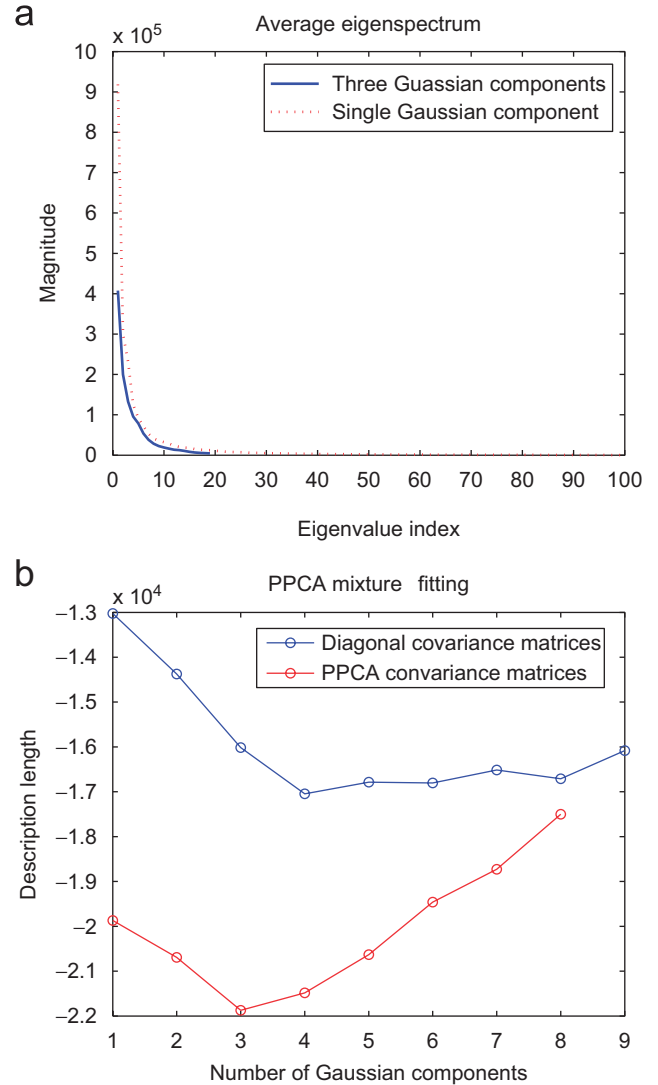 a
Average eigenspectrum
x 10⁵
10
9
8
7
6
5
4
3
2
1
0
Magnitude
Three Guassian components
Single Gaussian component
0 10 20 30 40 50 60 70 80 90 100
Eigenvalue index
b
PPCA mixture fitting
x 10⁴
–1.3
–1.4
–1.5
–1.6
–1.7
–1.8
–1.9
–2
–2.1
–2.2
Description length
Diagonal covariance matrices
PPCA convariance matrices
1 2 3 4 5 6 7 8 9
Number of Gaussian components